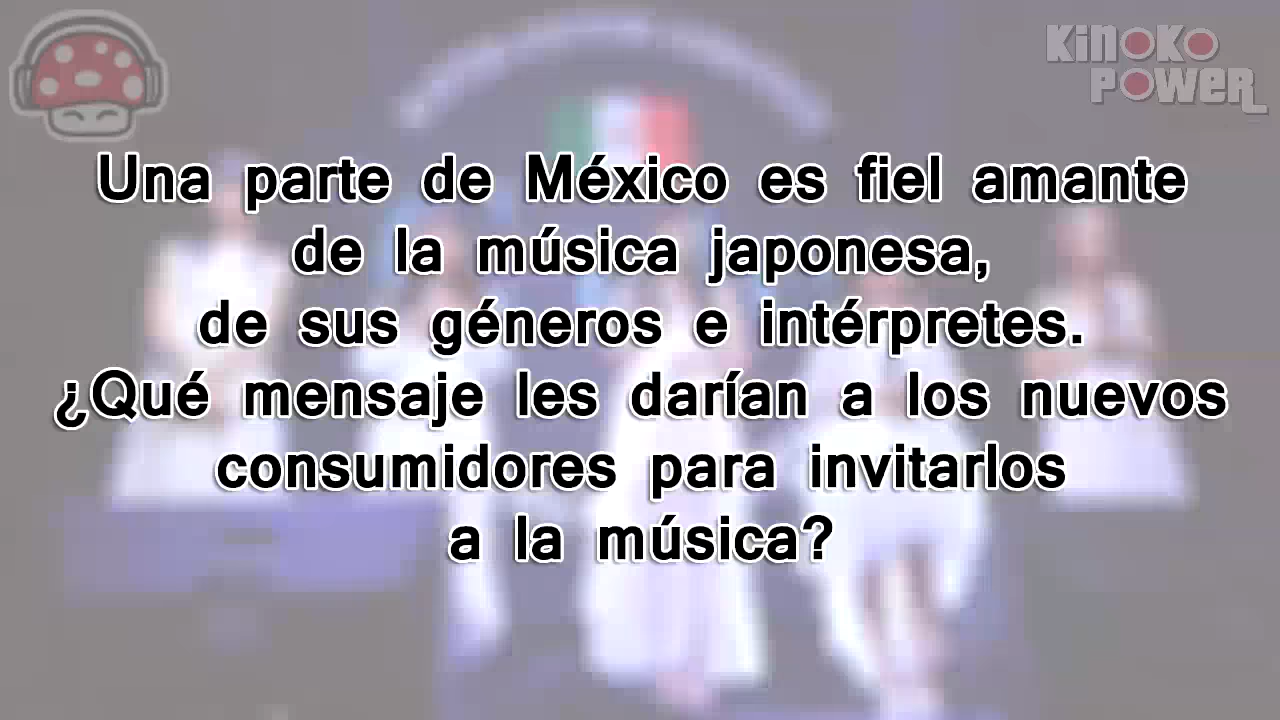 KINOKO
POWER
Una parte de México es fiel amante
de la música japonesa,
de sus géneros e intérpretes.
¿Qué mensaje les darían a los nuevos
consumidores para invitarlos
a la música?